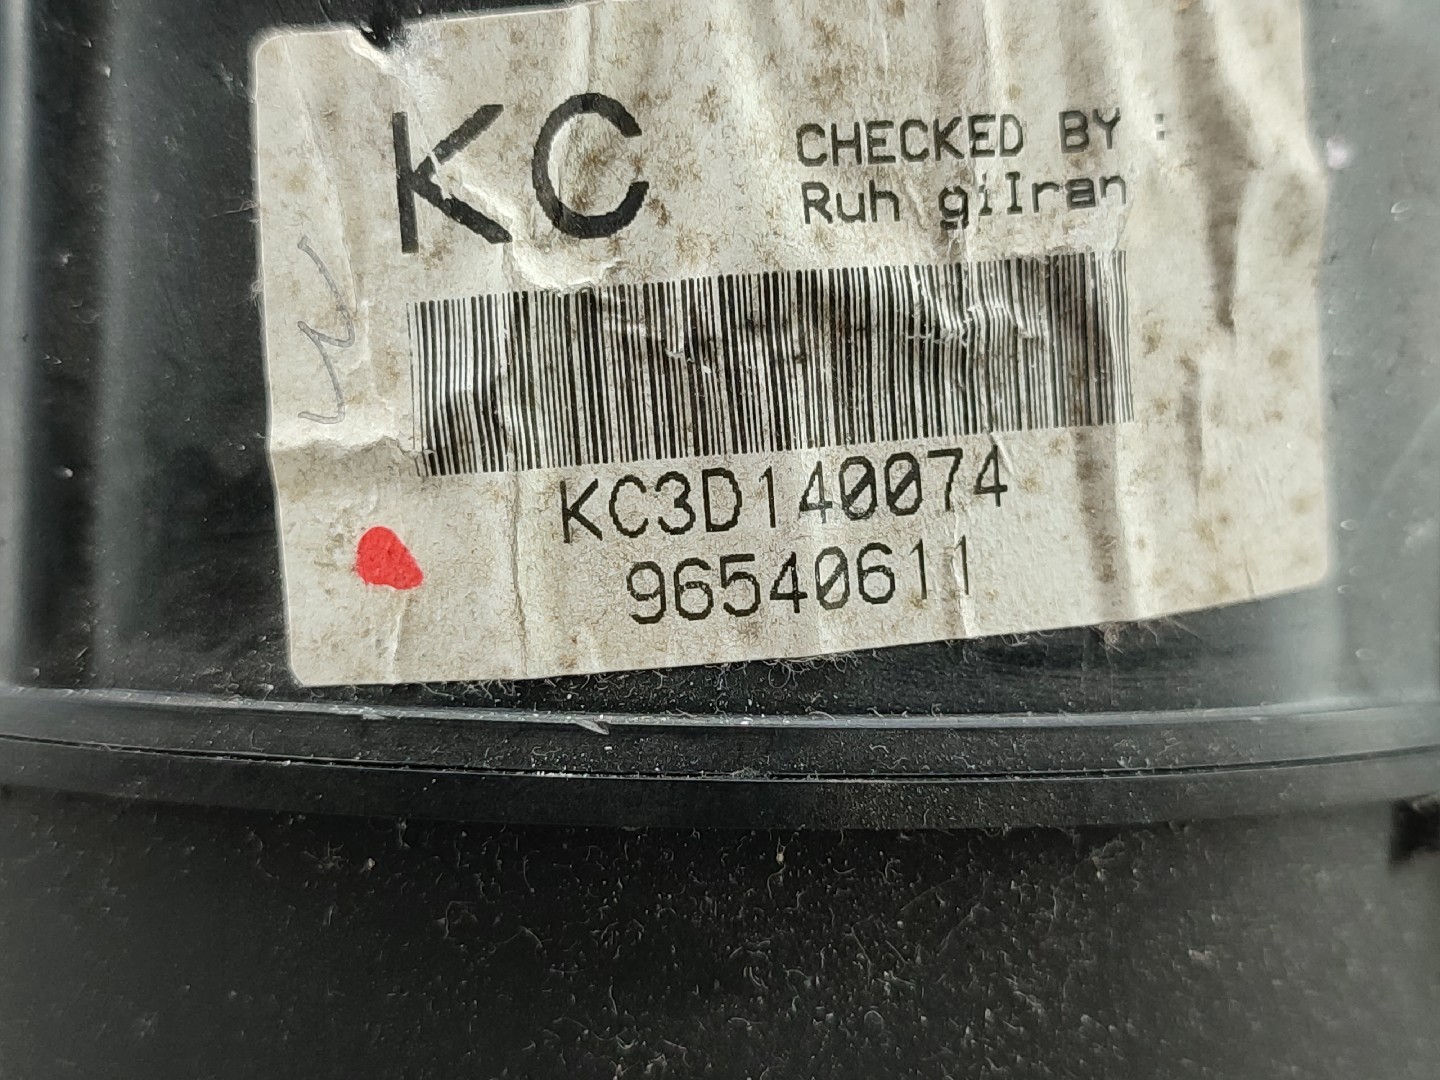 KC
CHECKED BY :
Ruh gilran
KC3D140074
96540611